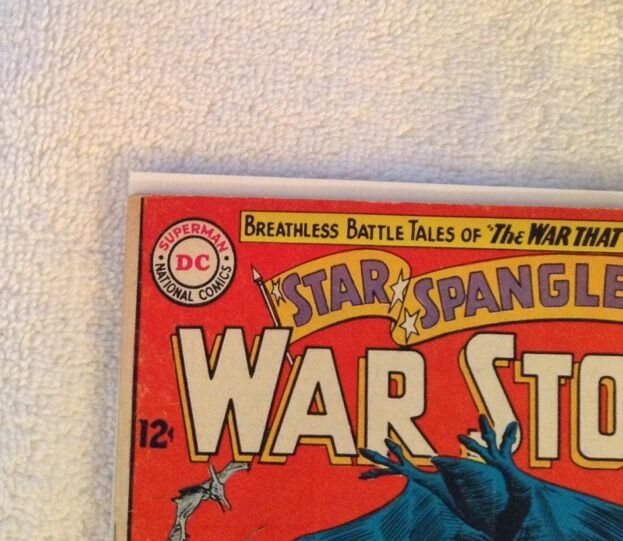 BREATHLESS BATTLE TALES OF "THE WAR THAT
SUPERMAN
DC
NATIONAL COMICS
STAR SPANGLE
WAR STO
12¢